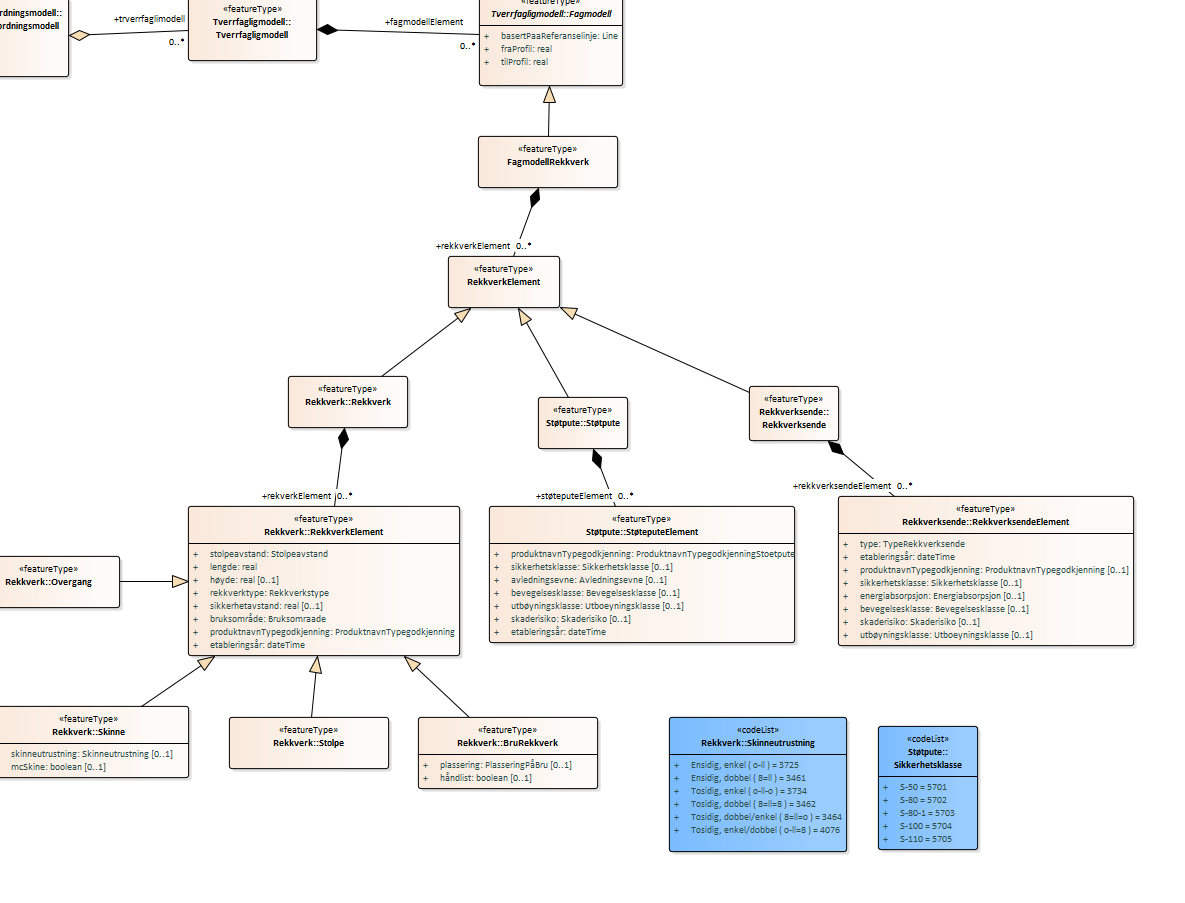 rdningsmodell::
ordningsmodell
+trverrfaglimodell
0..*
«featureType»
Tverrfagligmodell::
Tverrfagligmodell
+fagmodellElement
0..*
«featureType»
Tverrfagligmodell::Fagmodell
+ basertPaaReferanselinje: Line
+ fraProfil: real
+ tilProfil: real
«featureType»
FagmodellRekkverk
+rekkverkElement 0..*
«featureType»
RekkverkElement
«featureType»
Rekkverk::Rekkverk
«featureType»
Støtpute::Støtpute
«featureType»
Rekkverksende::
Rekkverksende
+rekverkElement 0..*
+støteputeElement 0..*
+rekkverksendeElement 0..*
«featureType»
Rekkverk::RekkverkElement
+ stolpeavstand: Stolpeavstand
+ lengde: real
+ høyde: real [0..1]
+ rekkverktype: Rekkverkstype
+ sikkerhetavstand: real [0..1]
+ bruksområde: Bruksomraade
+ produktnavnTypegodkjenning: ProduktnavnTypegodkjenning
+ etableringsår: dateTime
«featureType»
Støtpute::StøteputeElement
+ produktnavnTypegodkjenning: ProduktnavnTypegodkjenningStoetpute
+ sikkerhetsklasse: Sikkerhetsklasse [0..1]
+ avledningsevne: Avledningsevne [0..1]
+ bevegelsesklasse: Bevegelsesklasse [0..1]
+ utbøyningsklasse: Utboeyningsklasse [0..1]
+ skaderisiko: Skaderisiko [0..1]
+ etableringsår: dateTime
«featureType»
Rekkverksende::RekkverksendeElement
+ type: TypeRekkverksende
+ etableringsår: dateTime
+ produktnavnTypegodkjenning: ProduktnavnTypegodkjenning [0..1]
+ sikkerhetsklasse: Sikkerhetsklasse [0..1]
+ energiabsorpsjon: Energiabsorpsjon [0..1]
+ bevegelsesklasse: Bevegelsesklasse [0..1]
+ skaderisiko: Skaderisiko [0..1]
+ utbøyningsklasse: Utboeyningsklasse [0..1]
«featureType»
Rekkverk::Overgang
«featureType»
Rekkverk::Skinne
skinneutrustning: Skinneutrustning [0..1]
mcSkine: boolean [0..1]
«featureType»
Rekkverk::Stolpe
«featureType»
Rekkverk::BruRekkverk
+ plassering: PlasseringPåBru [0..1]
+ håndlist: boolean [0..1]
«codeList»
Rekkverk::Skinneutrustning
+ Ensidig, enkel ( o-ll ) = 3725
+ Ensidig, dobbel ( 8=ll ) = 3461
+ Tosidig, enkel ( o-ll-o ) = 3734
+ Tosidig, dobbel ( 8=ll=8 ) = 3462
+ Tosidig, dobbel/enkel ( 8=ll=o ) = 3464
+ Tosidig, enkel/dobbel ( o-ll=8 ) = 4076
«codeList»
Støtpute::
Sikkerhetsklasse
+ S-50 = 5701
+ S-80 = 5702
+ S-80-1 = 5703
+ S-100 = 5704
+ S-110 = 5705